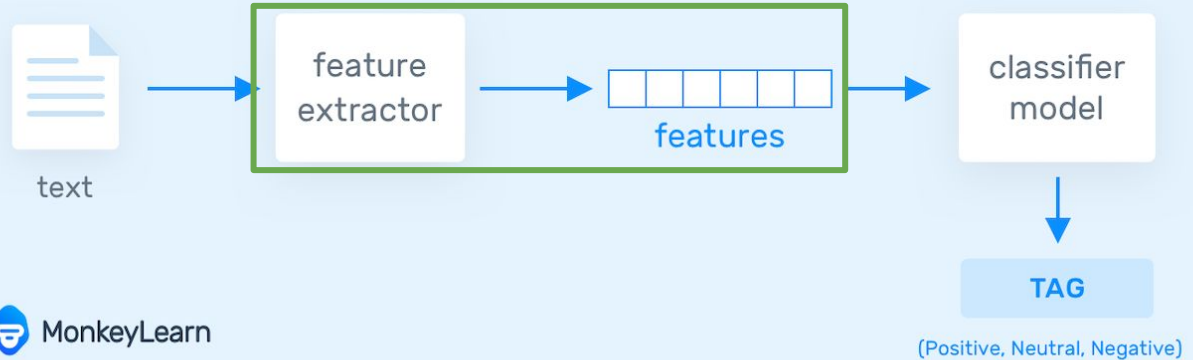 text
feature
extractor
features
classifier
model
TAG
(Positive, Neutral, Negative)
MonkeyLearn